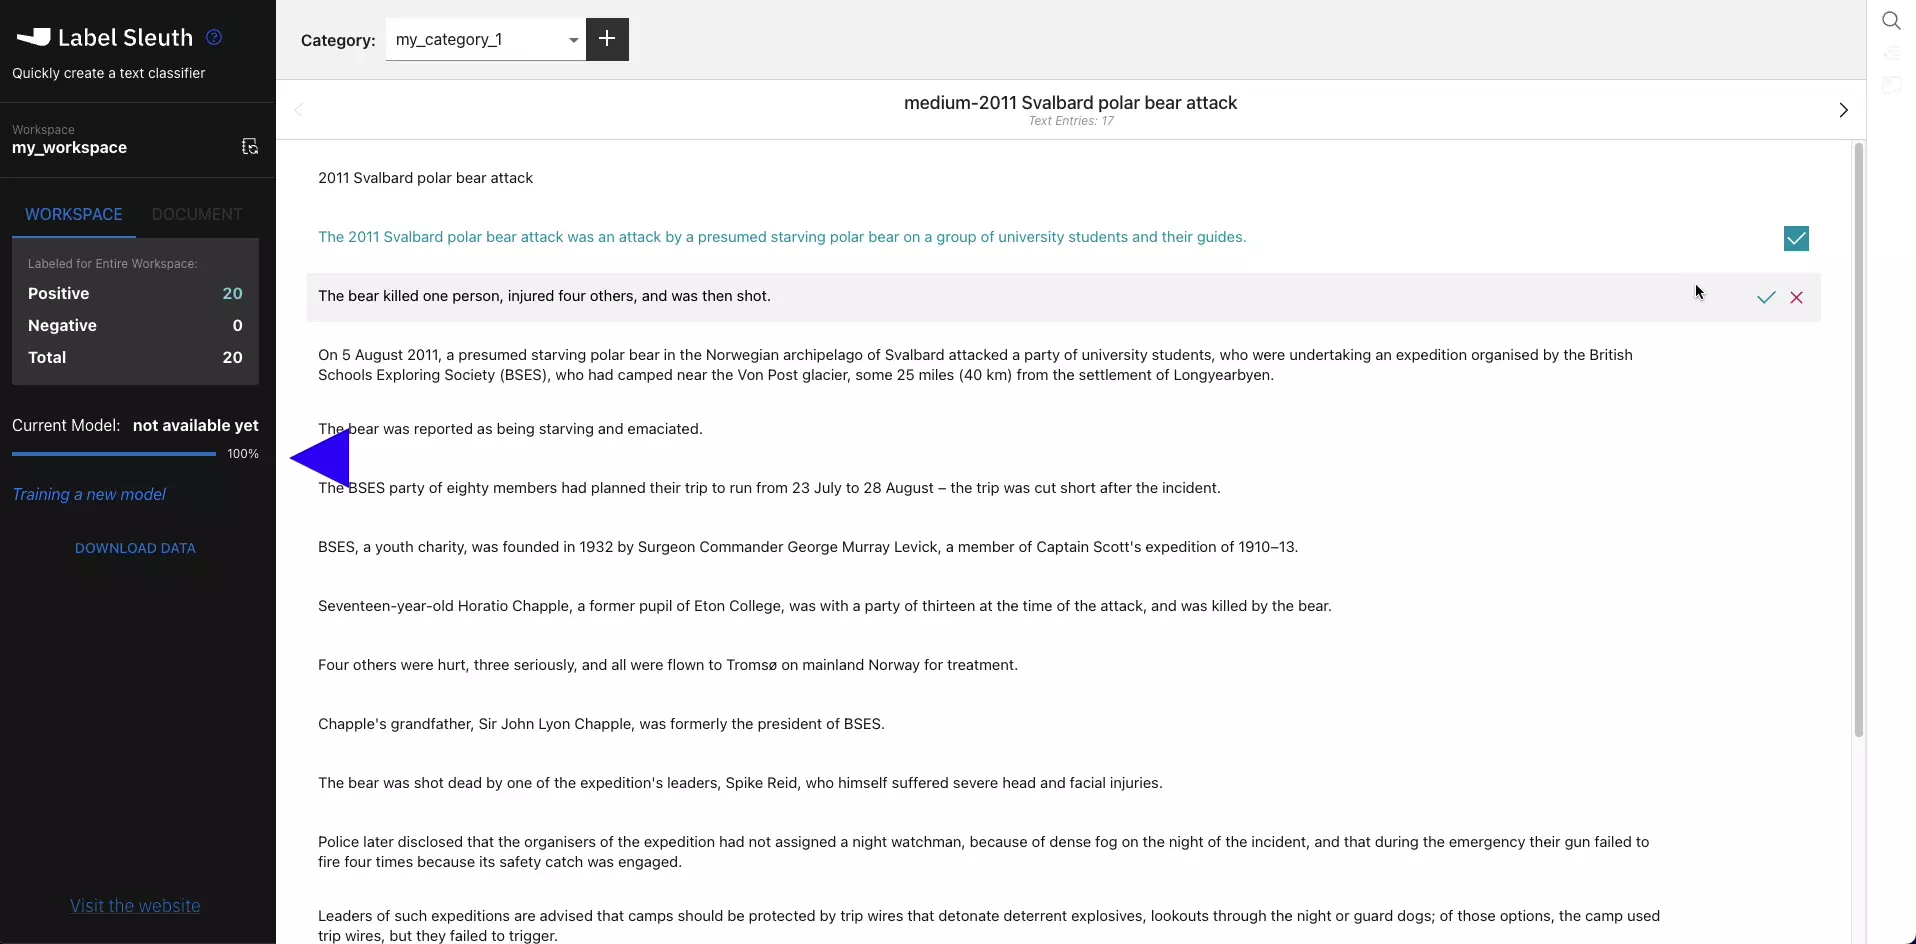 Label Sleuth
Quickly create a text classifier
Workspace
my_workspace
WORKSPACE DOCUMENT
Labeled for Entire Workspace:
Positive 20
Negative 0
Total 20
Current Model: not available yet
100%
Training a new model
DOWNLOAD DATA
Visit the website
Category: my_category_1 +
medium-2011 Svalbard polar bear attack
Text Entries: 17
2011 Svalbard polar bear attack
The 2011 Svalbard polar bear attack was an attack by a presumed starving polar bear on a group of university students and their guides.
The bear killed one person, injured four others, and was then shot.
On 5 August 2011, a presumed starving polar bear in the Norwegian archipelago of Svalbard attacked a party of university students, who were undertaking an expedition organised by the British
Schools Exploring Society (BSES), who had camped near the Von Post glacier, some 25 miles (40 km) from the settlement of Longyearbyen.
The bear was reported as being starving and emaciated.
The BSES party of eighty members had planned their trip to run from 23 July to 28 August – the trip was cut short after the incident.
BSES, a youth charity, was founded in 1932 by Surgeon Commander George Murray Levick, a member of Captain Scott's expedition of 1910–13.
Seventeen-year-old Horatio Chapple, a former pupil of Eton College, was with a party of thirteen at the time of the attack, and was killed by the bear.
Four others were hurt, three seriously, and all were flown to Tromsø on mainland Norway for treatment.
Chapple's grandfather, Sir John Lyon Chapple, was formerly the president of BSES.
The bear was shot dead by one of the expedition's leaders, Spike Reid, who himself suffered severe head and facial injuries.
Police later disclosed that the organisers of the expedition had not assigned a night watchman, because of dense fog on the night of the incident, and that during the emergency their gun failed to
fire four times because its safety catch was engaged.
Leaders of such expeditions are advised that camps should be protected by trip wires that detonate deterrent explosives, lookouts through the night or guard dogs; of those options, the camp used
trip wires, but they failed to trigger.